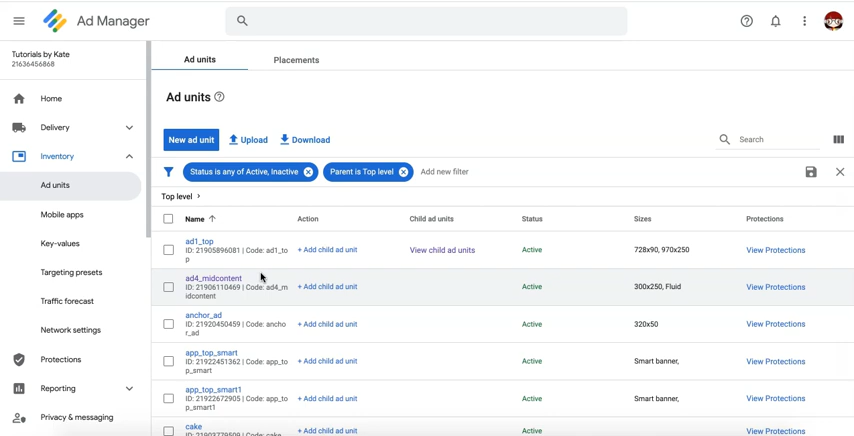 Ad Manager
Tutorials by Kate
21636456868
Home
Delivery
Inventory
Ad units
Mobile apps
Key-values
Targeting presets
Traffic forecast
Network settings
Protections
Reporting
Privacy & messaging
Ad units Placements
Ad units
New ad unit Upload Download Search
Status is any of Active, Inactive Parent is Top level Add new filter
Top level
Name Action Child ad units Status Sizes Protections
ad1_top
ID: 21905896081 | Code: ad1_to + Add child ad unit View child ad units Active 728x90, 970x250 View Protections
p
ad4_midcontent
ID: 21906110469 | Code: ad4_m + Add child ad unit Active 300x250, Fluid View Protections
idcontent
anchor_ad
ID: 21920450459 | Code: ancho + Add child ad unit Active 320x50 View Protections
r_ad
app_top_smart
ID: 21922451362 | Code: app_to + Add child ad unit Active Smart banner, View Protections
p_smart
app_top_smart1
ID: 21922672905 | Code: app_to + Add child ad unit Active Smart banner, View Protections
p_smart1
cake
ID: 21903779509 | Code: cake + Add child ad unit Active View Protections